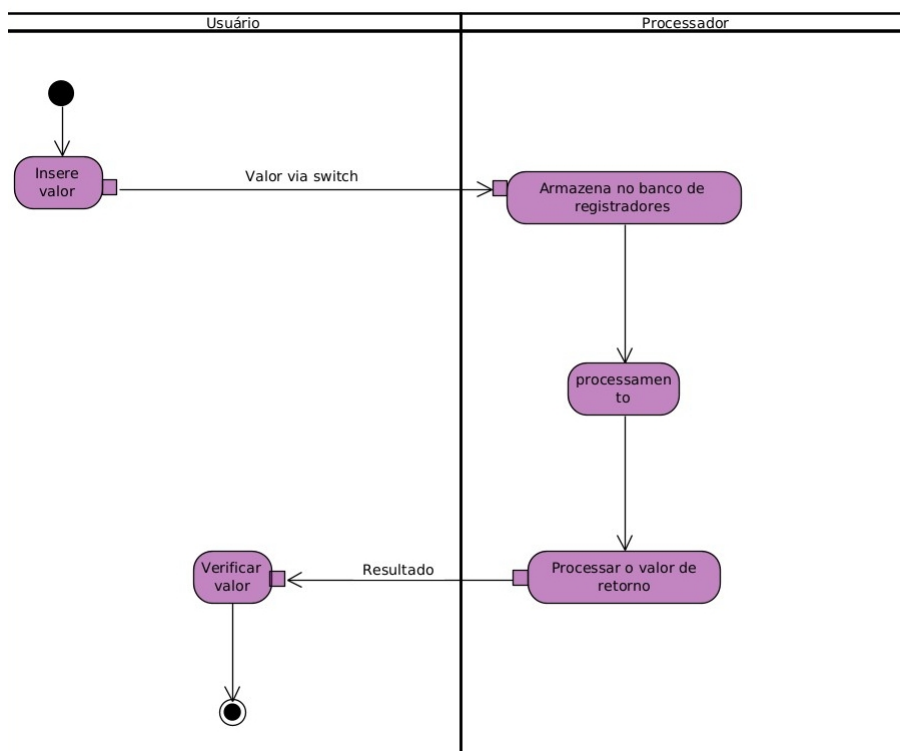 Usuário
Processador
Insere
valor
Valor via switch
Armazena no banco de
registradores
processamen
to
Verificar
valor
Resultado
Processar o valor de
retorno